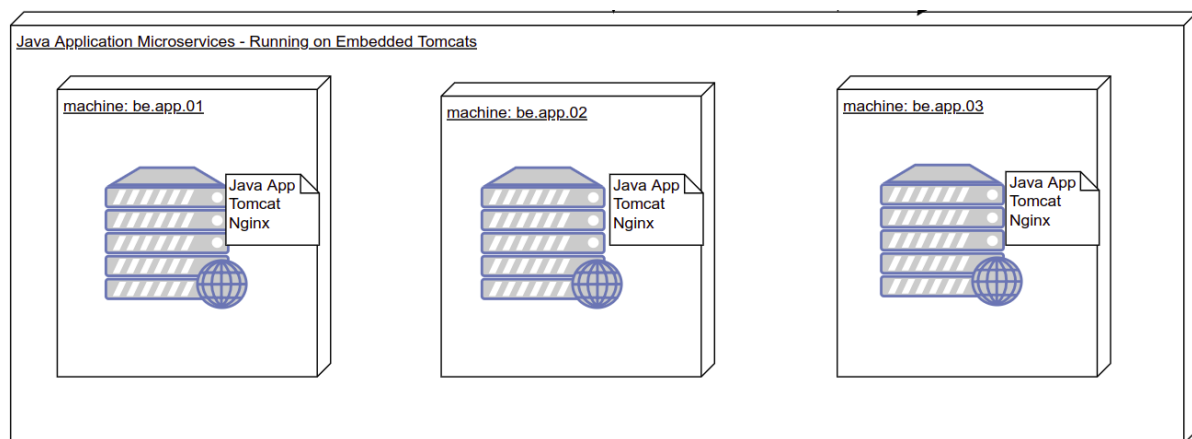 Java Application Microservices - Running on Embedded Tomcats
machine: be.app.01
Java App
Tomcat
Nginx
machine: be.app.02
Java App
Tomcat
Nginx
machine: be.app.03
Java App
Tomcat
Nginx